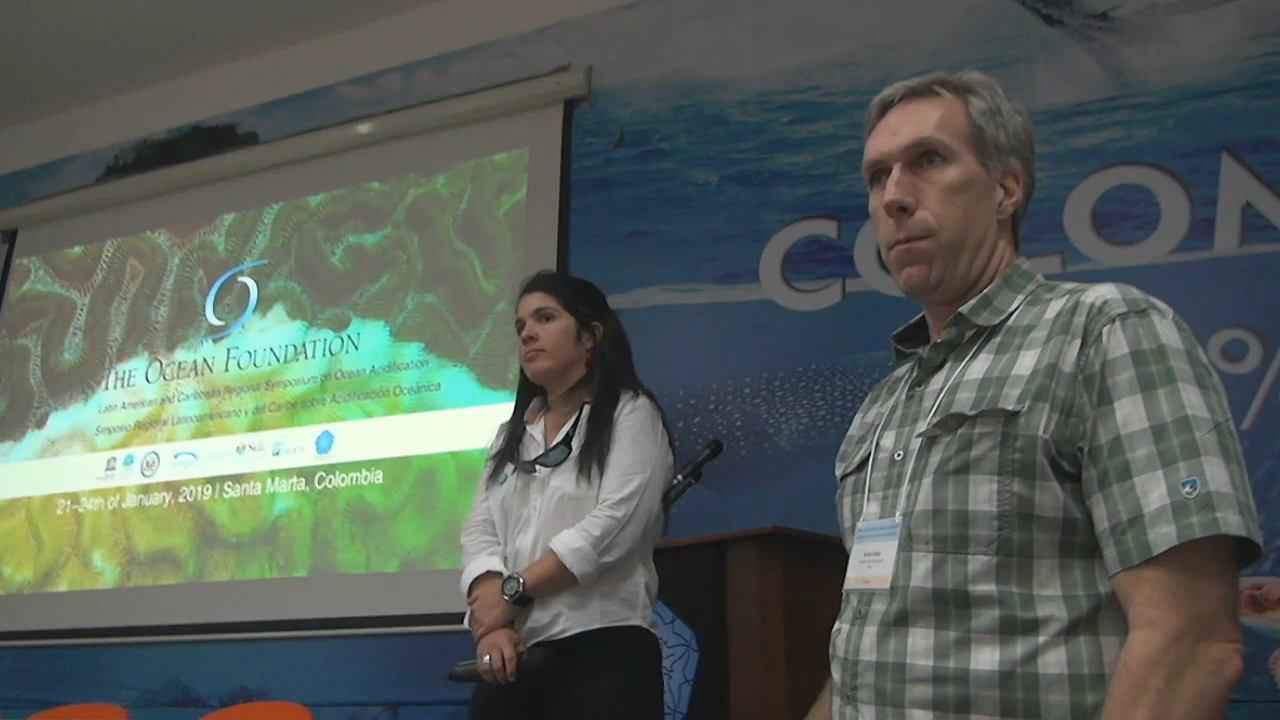 THE OCEAN FOUNDATION
Latin American and Caribbean Regional Symposium on Ocean Acidification
Simposio Regional Latinoamericano y del Caribe sobre Acidificación Oceánica
21–24th of January, 2019 | Santa Marta, Colombia
COLON
%